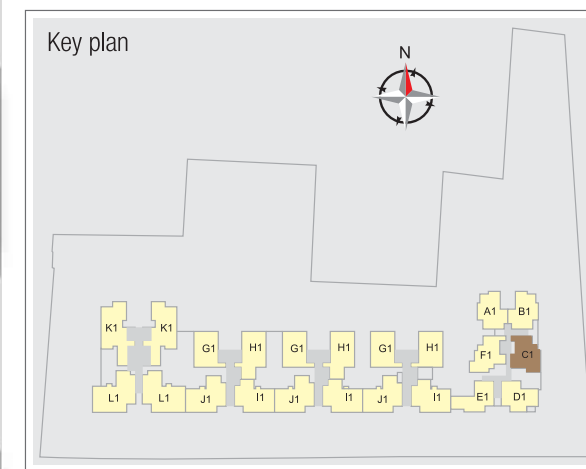 Key plan
N
A1 B1
K1 K1
G1 H1 G1 H1 G1 H1 F1 C1
L1 L1 J1 I1 J1 I1 J1 I1 E1 D1